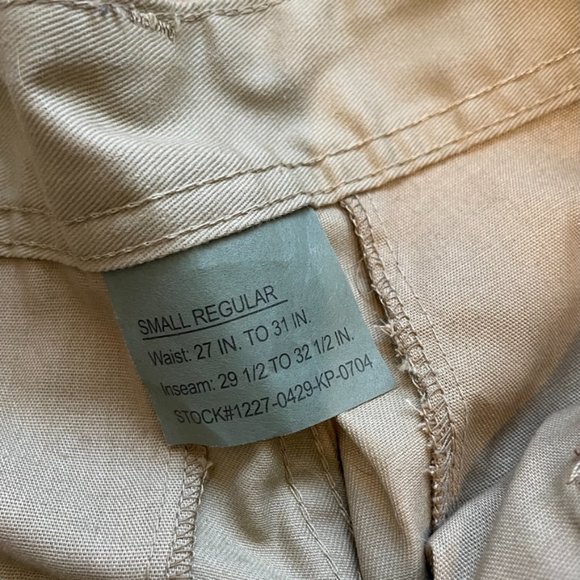 SMALL REGULAR
Waist: 27 IN. TO 31 IN.
Inseam: 29 1/2 TO 32 1/2 IN.
STOCK#1227-0429-KP-0704